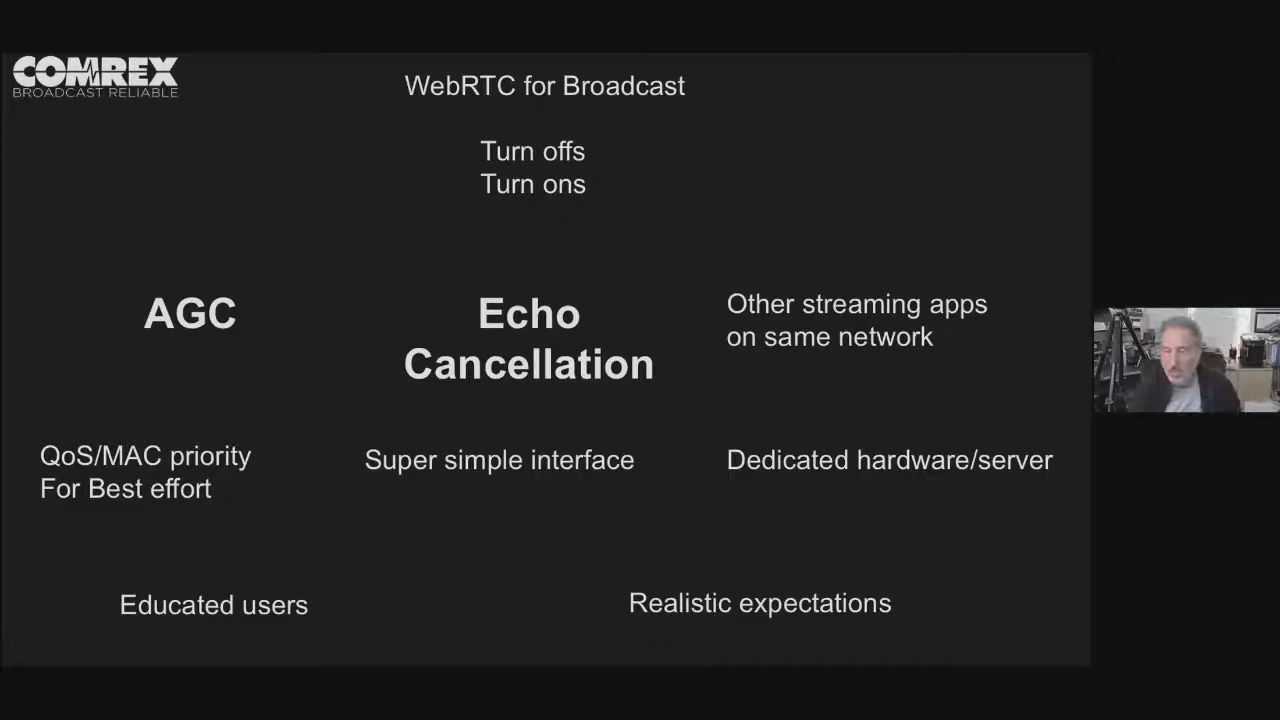 COMREX
BROADCAST RELIABLE
WebRTC for Broadcast
Turn offs
Turn ons
AGC
Echo
Cancellation
Other streaming apps
on same network
QoS/MAC priority
For Best effort
Super simple interface
Dedicated hardware/server
Educated users
Realistic expectations